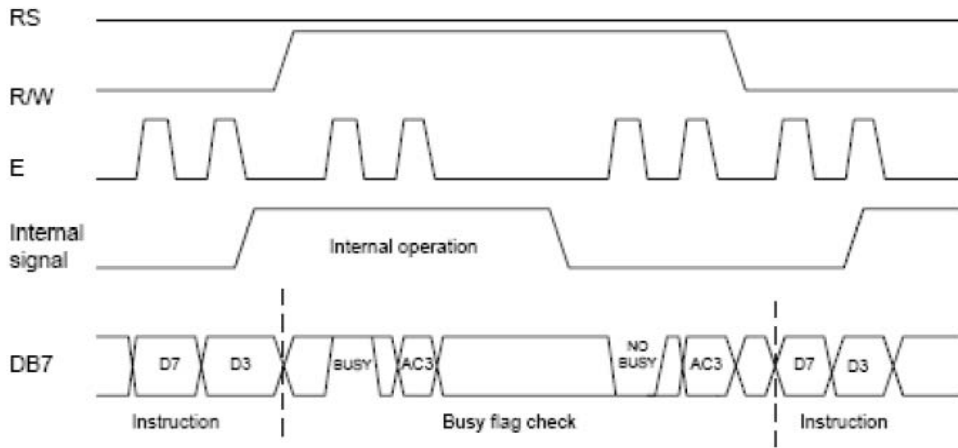 RS
R/W
E
Internal
signal
Internal operation
DB7
D7
D3
BUSY
AC3
NO
BUSY
AC3
D7
D3
Instruction
Busy flag check
Instruction